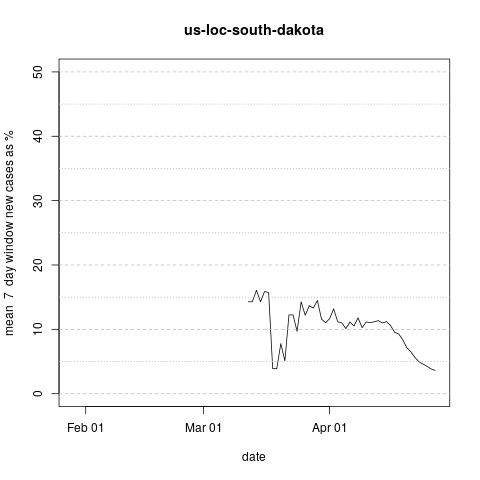 us-loc-south-dakota
mean 7 day window new cases as %
50
40
30
20
10
0
Feb 01
Mar 01
Apr 01
date